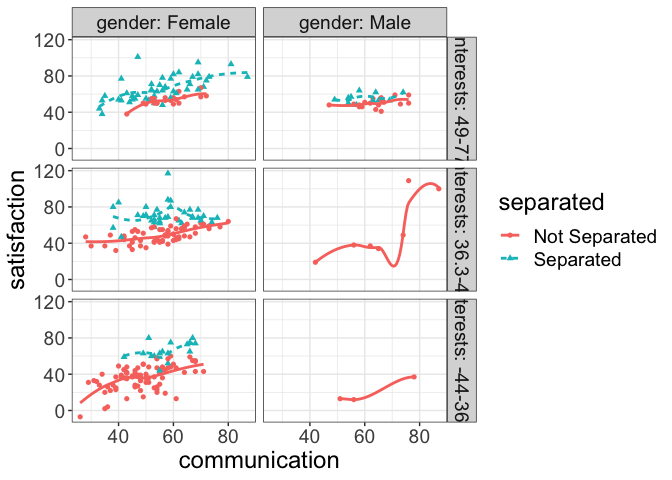 gender: Female
gender: Male
120
80
40
0
nterests: 49-77
120
80
40
0
terests: 36.3-4
120
80
40
0
terests: -44-36
40
60
80
40
60
80
communication
satisfaction
separated
Not Separated
Separated